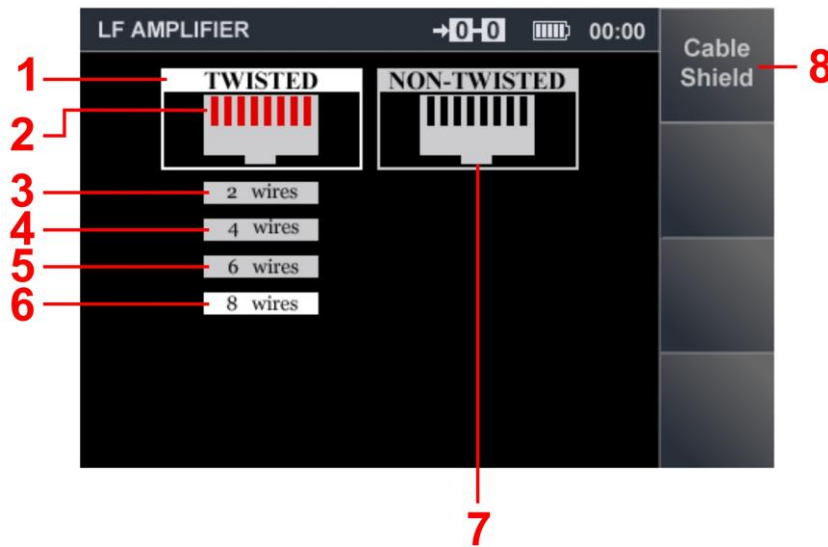 LF AMPLIFIER →0-0 00:00
Cable
Shield
8
1
TWISTED NON-TWISTED
2
3 2 wires
4 4 wires
5 6 wires
6 8 wires
7